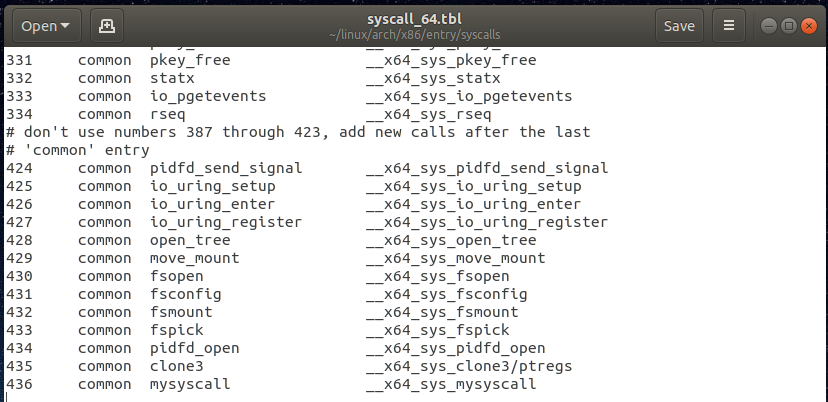 Open
syscall_64.tbl
~/linux/arch/x86/entry/syscalls
Save
331 common pkey_free __x64_sys_pkey_free
332 common statx __x64_sys_statx
333 common io_pgetevents __x64_sys_io_pgetevents
334 common rseq __x64_sys_rseq
# don't use numbers 387 through 423, add new calls after the last
# 'common' entry
424 common pidfd_send_signal __x64_sys_pidfd_send_signal
425 common io_uring_setup __x64_sys_io_uring_setup
426 common io_uring_enter __x64_sys_io_uring_enter
427 common io_uring_register __x64_sys_io_uring_register
428 common open_tree __x64_sys_open_tree
429 common move_mount __x64_sys_move_mount
430 common fsopen __x64_sys_fsopen
431 common fsconfig __x64_sys_fsconfig
432 common fsmount __x64_sys_fsmount
433 common fspick __x64_sys_fspick
434 common pidfd_open __x64_sys_pidfd_open
435 common clone3 __x64_sys_clone3/ptregs
436 common mysyscall __x64_sys_mysyscall